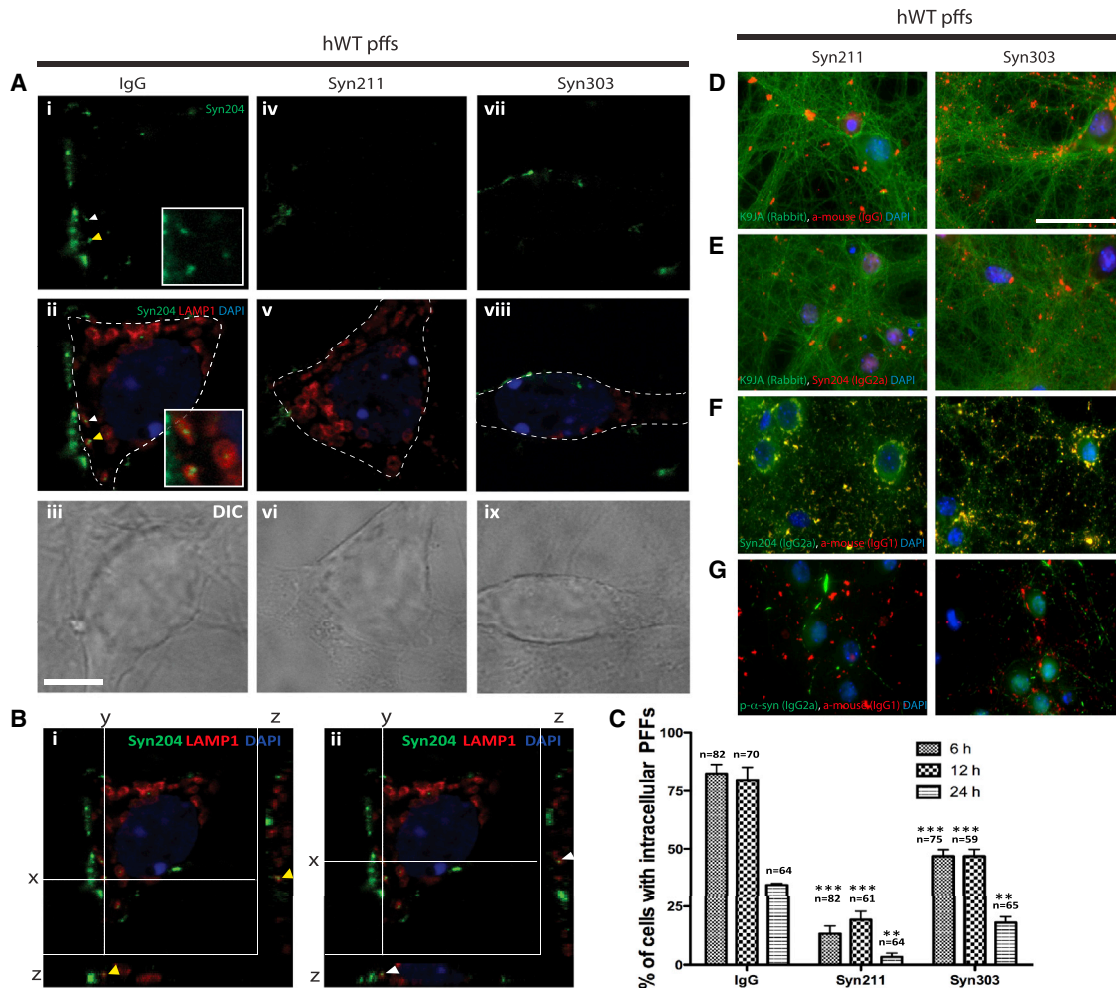 hWT pffs
A
IgG
Syn211
Syn303
i
Syn204
iv
vii
ii
Syn204 LAMP1 DAPI
v
viii
iii
DIC
vi
ix
B
y
z
i
Syn204 LAMP1 DAPI
x
z
y
z
ii
Syn204 LAMP1 DAPI
x
z
hWT pffs
Syn211
Syn303
D
K9JA (Rabbit), a-mouse (IgG) DAPI
E
K9JA (Rabbit), Syn204 (IgG2a) DAPI
F
Syn204 (IgG2a), a-mouse (IgG1) DAPI
G
p-α-syn (IgG2a), a-mouse (IgG1) DAPI
C
% of cells with intracellular PFFs
100
75
50
25
0
6 h
12 h
24 h
n=82
n=70
n=64
***
n=82
***
n=61
**
n=64
***
n=75
***
n=59
**
n=65
IgG
Syn211
Syn303